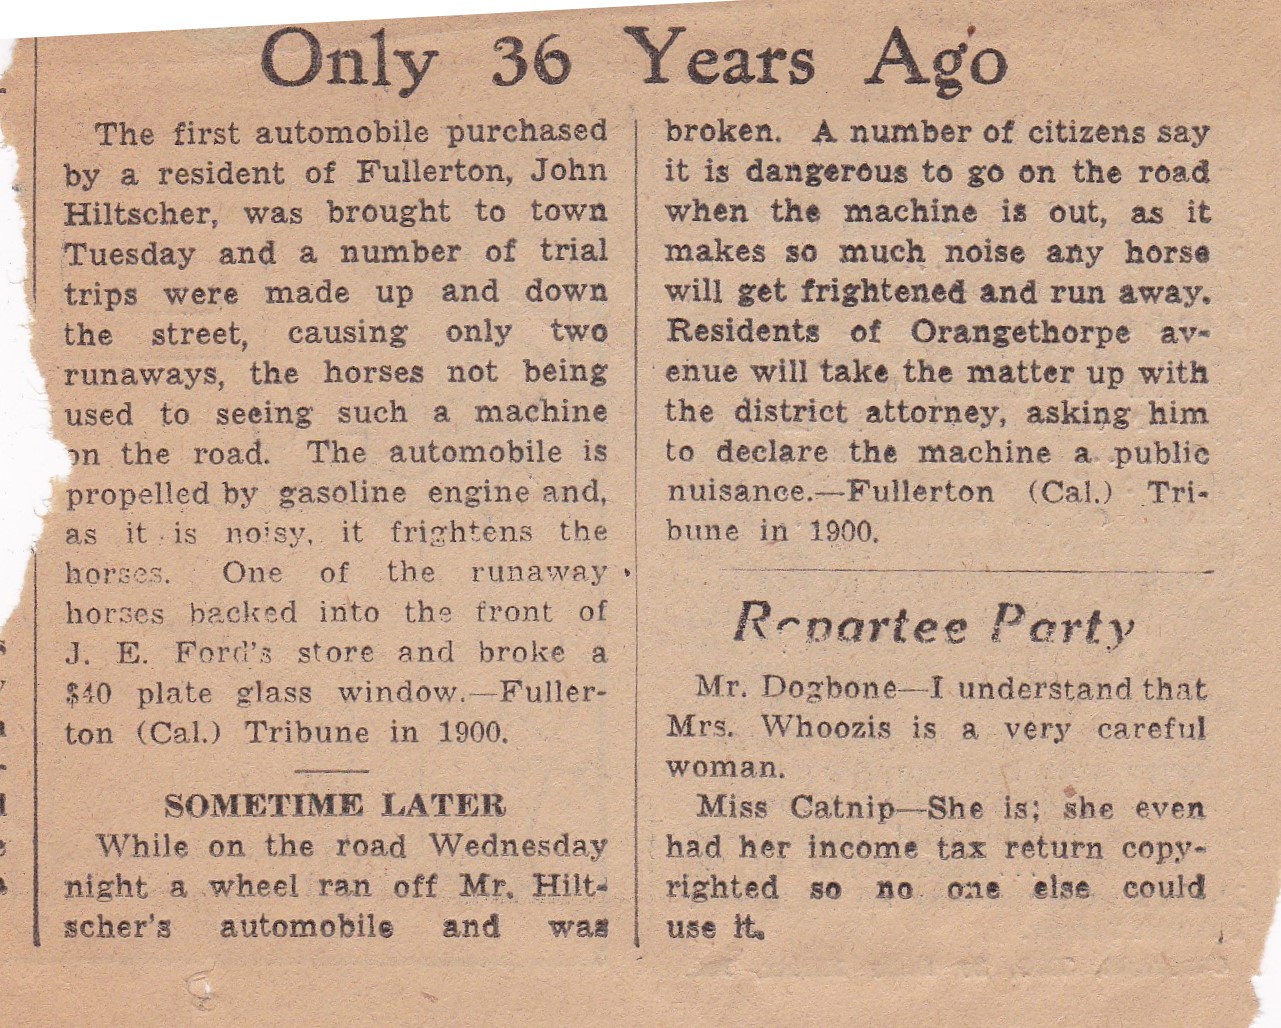 Only 36 Years Ago
The first automobile purchased
by a resident of Fullerton, John
Hiltscher, was brought to town
Tuesday and a number of trial
trips were made up and down
the street, causing only two
runaways, the horses not being
used to seeing such a machine
on the road. The automobile is
propelled by gasoline engine and,
as it is noisy, it frightens the
horses. One of the runaway
horses backed into the front of
J. E. Ford's store and broke a
$40 plate glass window.—Fuller-
ton (Cal.) Tribune in 1900.
SOMETIME LATER
While on the road Wednesday
night a wheel ran off Mr. Hilt-
scher's automobile and was
broken. A number of citizens say
it is dangerous to go on the road
when the machine is out, as it
makes so much noise any horse
will get frightened and run away.
Residents of Orangethorpe av-
enue will take the matter up with
the district attorney, asking him
to declare the machine a public
nuisance.—Fullerton (Cal.) Tri-
bune in 1900.
Repartee Party
Mr. Dogbone—I understand that
Mrs. Whoozis is a very careful
woman.
Miss Catnip—She is; she even
had her income tax return copy-
righted so no one else could
use it.